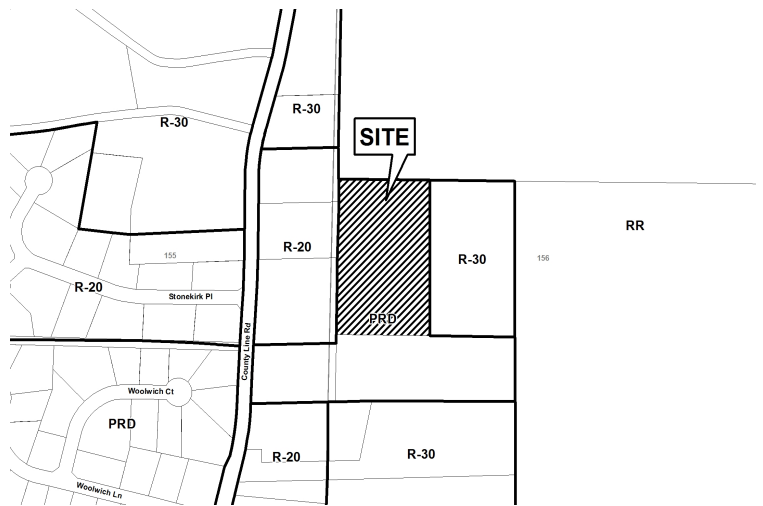 R-30
R-30
SITE
RR
R-20
R-30
155
156
R-20
Stonekirk Pl
PRD
County Line Rd
Woolwich Ct
PRD
R-20
R-30
Woolwich Ln